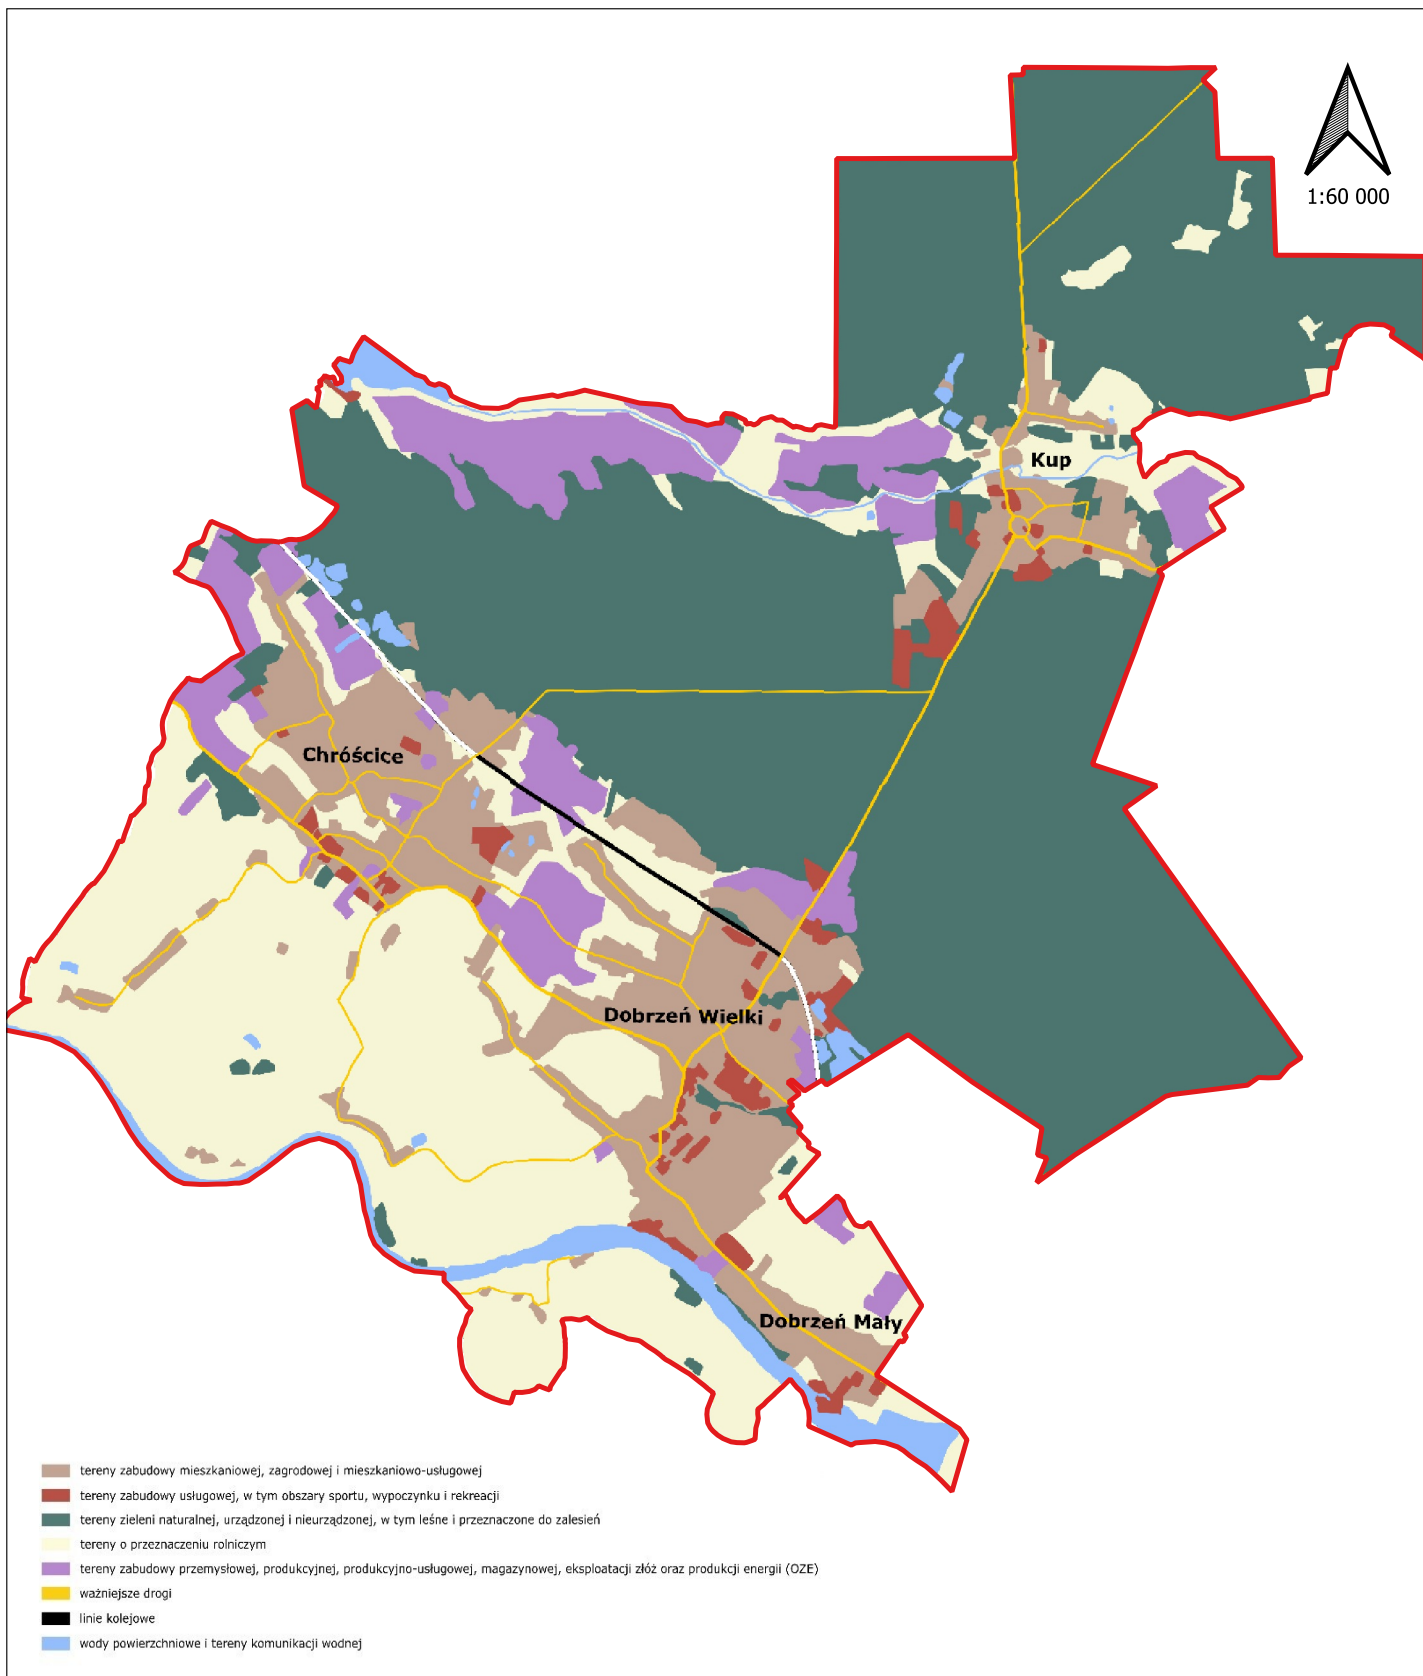 1:60 000
Kup
Chróścice
Dobrzeń Wielki
Dobrzeń Mały
tereny zabudowy mieszkaniowej, zagrodowej i mieszkaniowo-usługowej
tereny zabudowy usługowej, w tym obszary sportu, wypoczynku i rekreacji
tereny zieleni naturalnej, urządzonej i nieurządzonej, w tym leśne i przeznaczone do zalesień
tereny o przeznaczeniu rolniczym
tereny zabudowy przemysłowej, produkcyjnej, produkcyjno-usługowej, magazynowej, eksploatacji złóż oraz produkcji energii (OZE)
ważniejsze drogi
linie kolejowe
wody powierzchniowe i tereny komunikacji wodnej